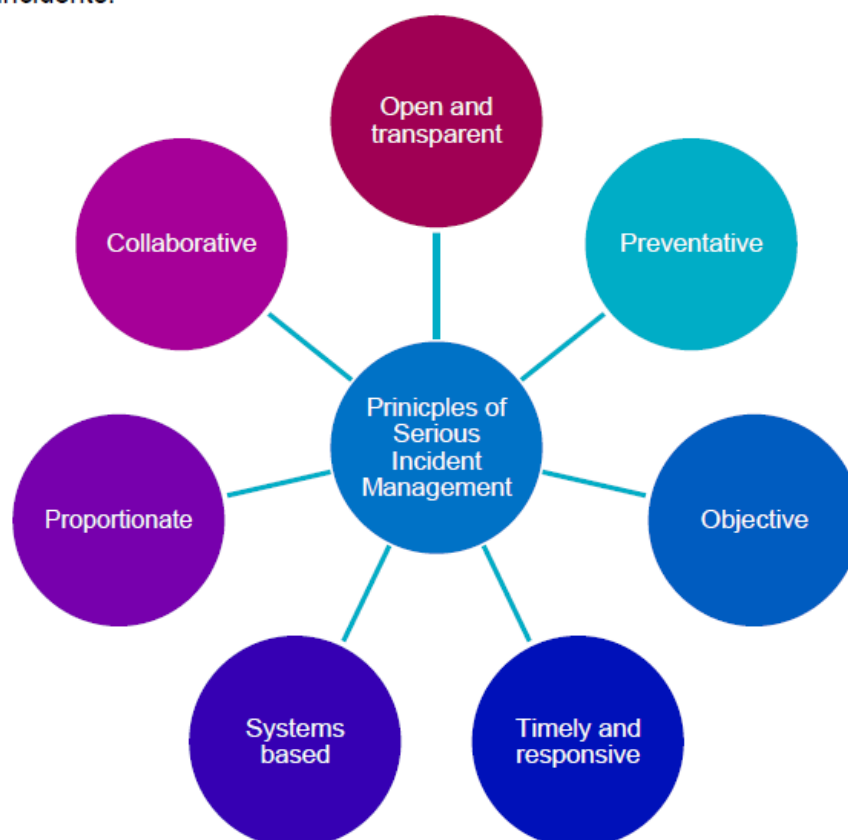 Open and
transparent
Collaborative
Preventative
Prinicples of
Serious
Incident
Management
Proportionate
Objective
Systems
based
Timely and
responsive